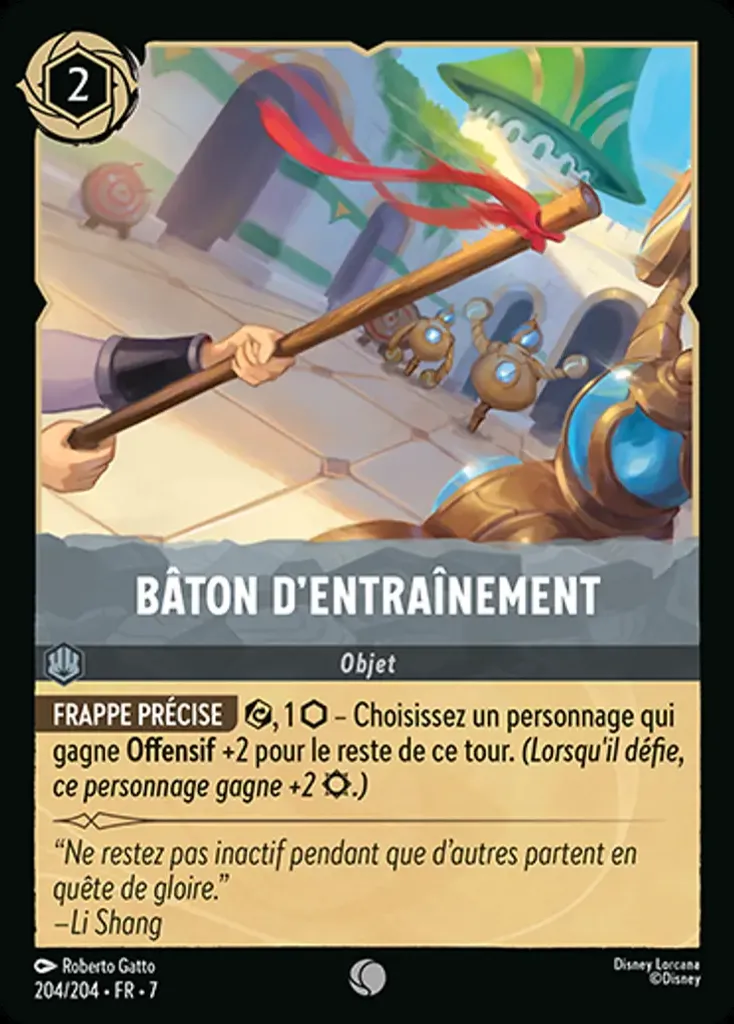 2
BÂTON D'ENTRAÎNEMENT
Objet
FRAPPE PRÉCISE , 1 – Choisissez un personnage qui
gagne Offensif +2 pour le reste de ce tour. (Lorsqu'il défie,
ce personnage gagne +2 .)
“Ne restez pas inactif pendant que d’autres partent en
quête de gloire.”
–Li Shang
Roberto Gatto
Disney Lorcana
204/204 • FR • 7
©Disney